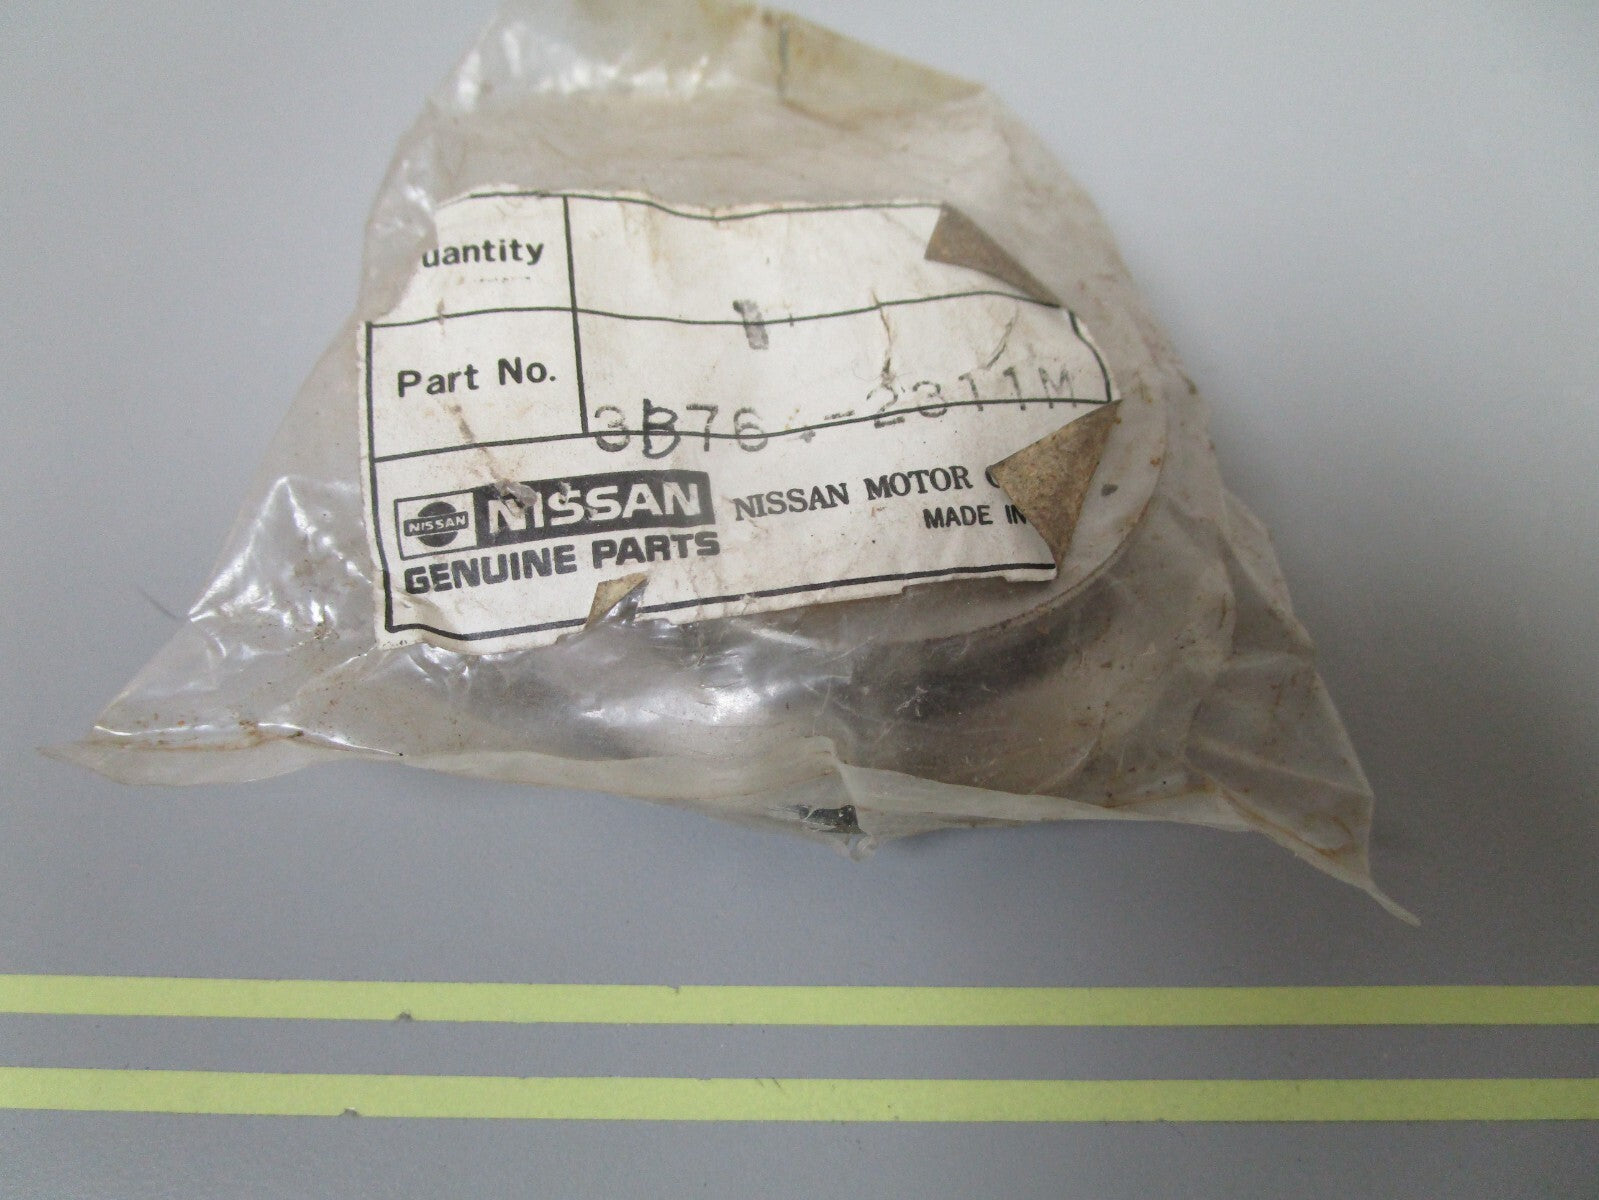 uantity
1
Part No.
3B76 -2311M
NISSAN NISSAN NISSAN MOTOR
GENUINE PARTS MADE IN